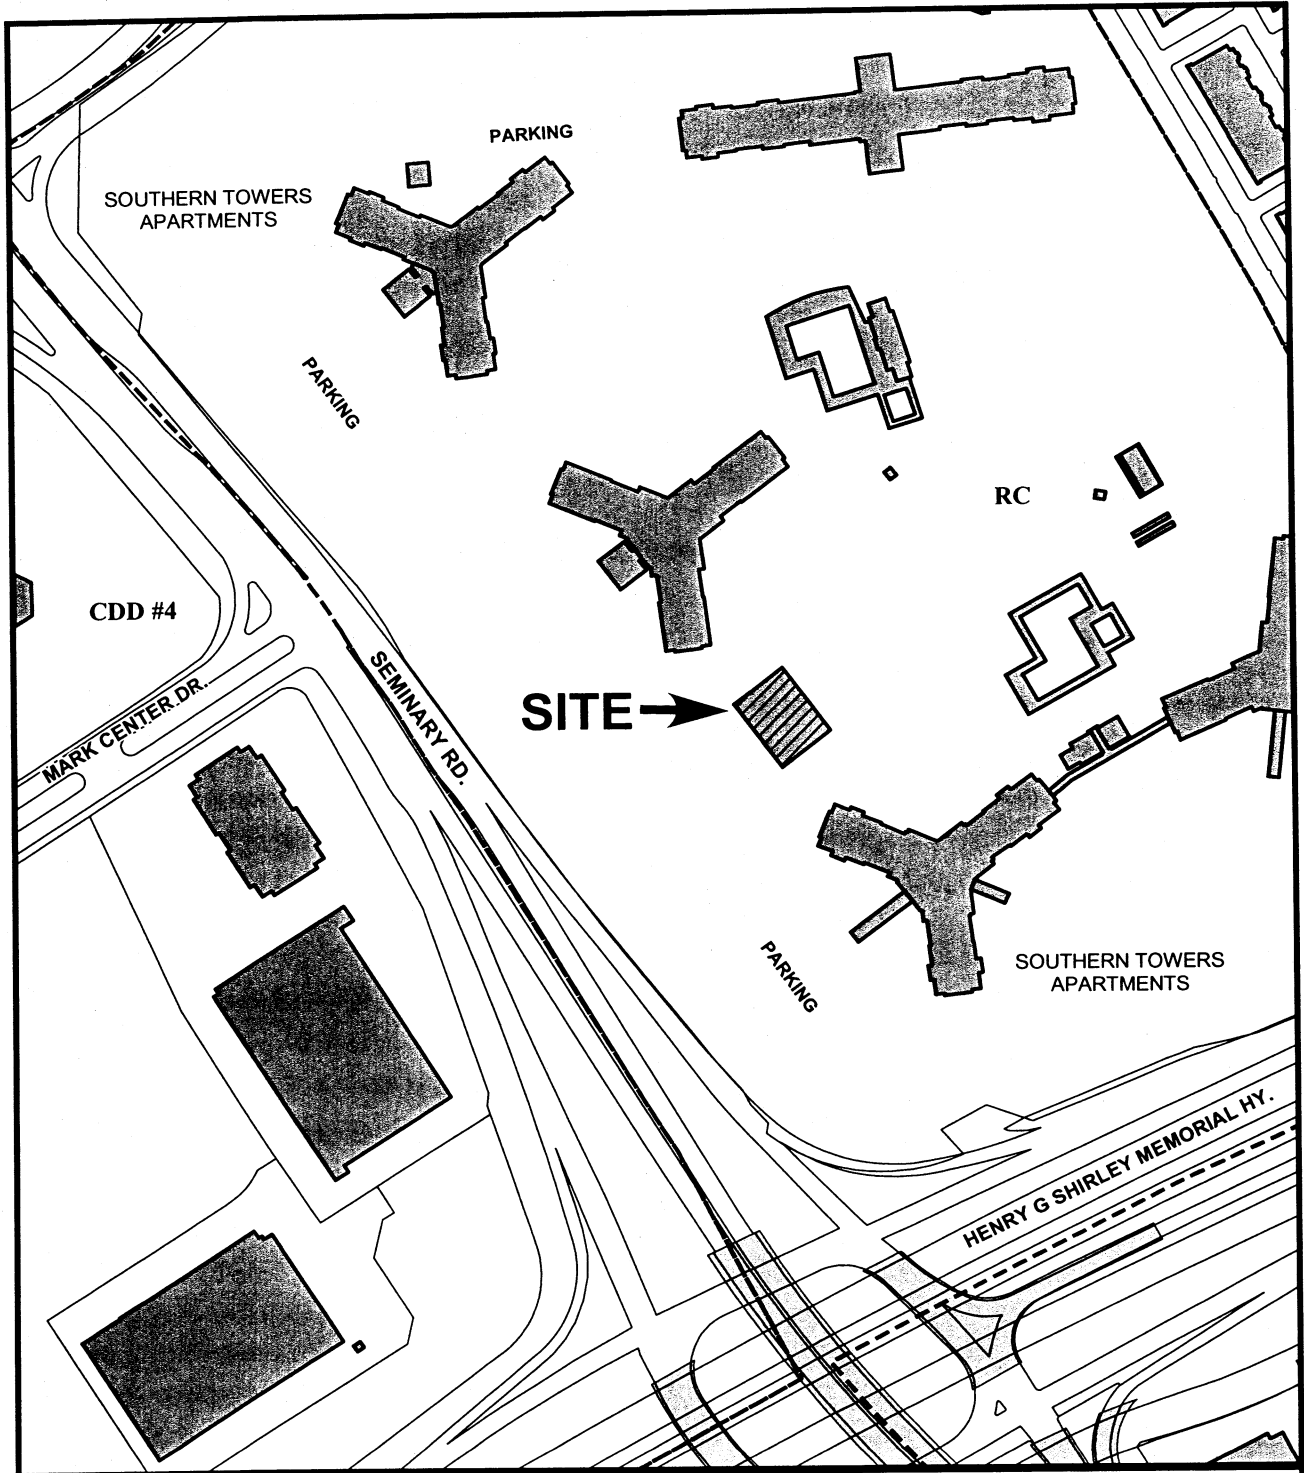 PARKING
SOUTHERN TOWERS
APARTMENTS
PARKING
RC
CDD #4
SEMINARY RD.
MARK CENTER DR.
SITE
PARKING
SOUTHERN TOWERS
APARTMENTS
HENRY G SHIRLEY MEMORIAL HY.